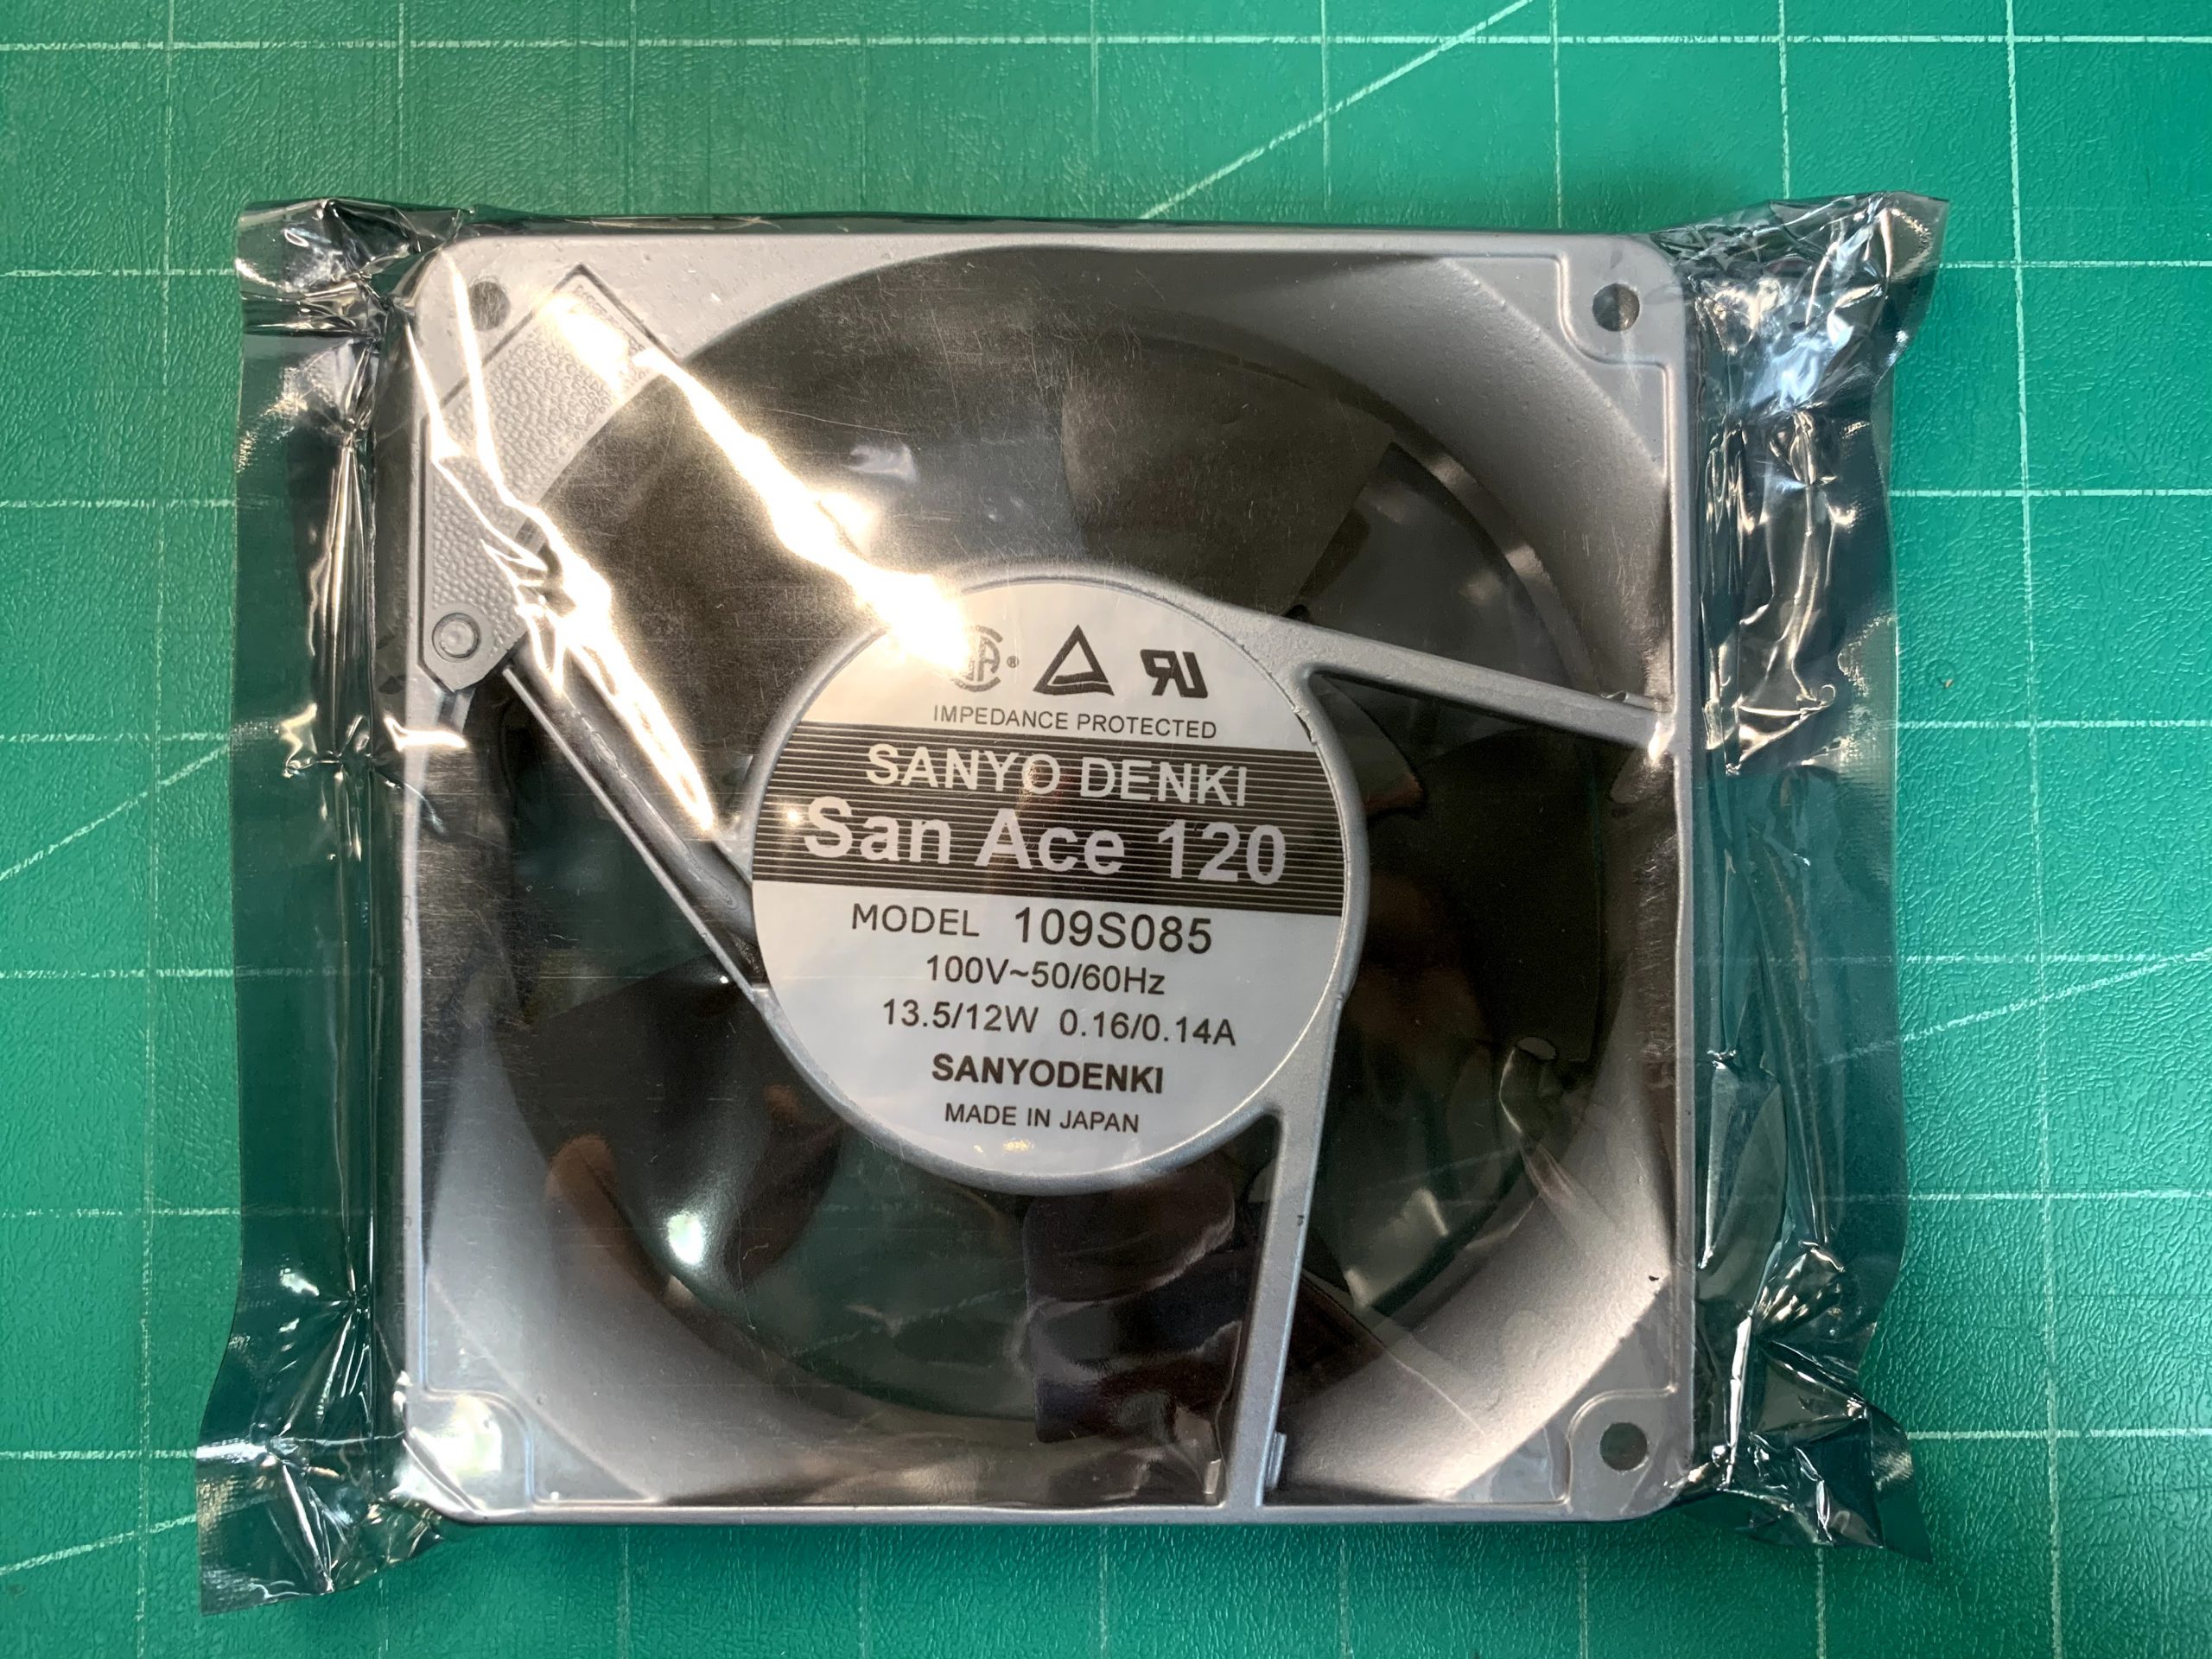 ®
IMPEDANCE PROTECTED
SANYO DENKI
San Ace 120
MODEL 109S085
100V~50/60Hz
13.5/12W 0.16/0.14A
SANYODENKI
MADE IN JAPAN